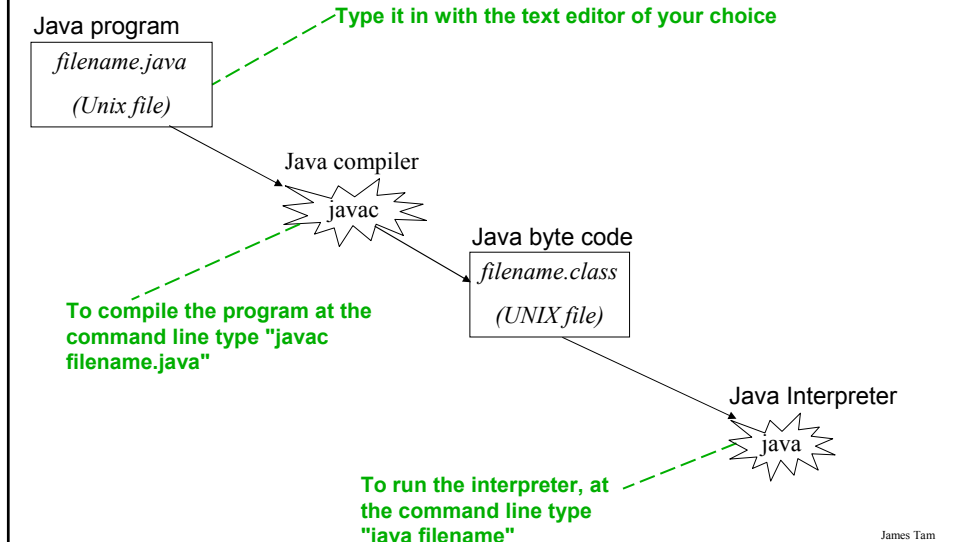 Type it in with the text editor of your choice
Java program
filename.java
(Unix file)
Java compiler
javac
Java byte code
filename.class
(UNIX file)
To compile the program at the
command line type "javac
filename.java"
Java Interpreter
java
To run the interpreter, at
the command line type
"java filename"
James Tam